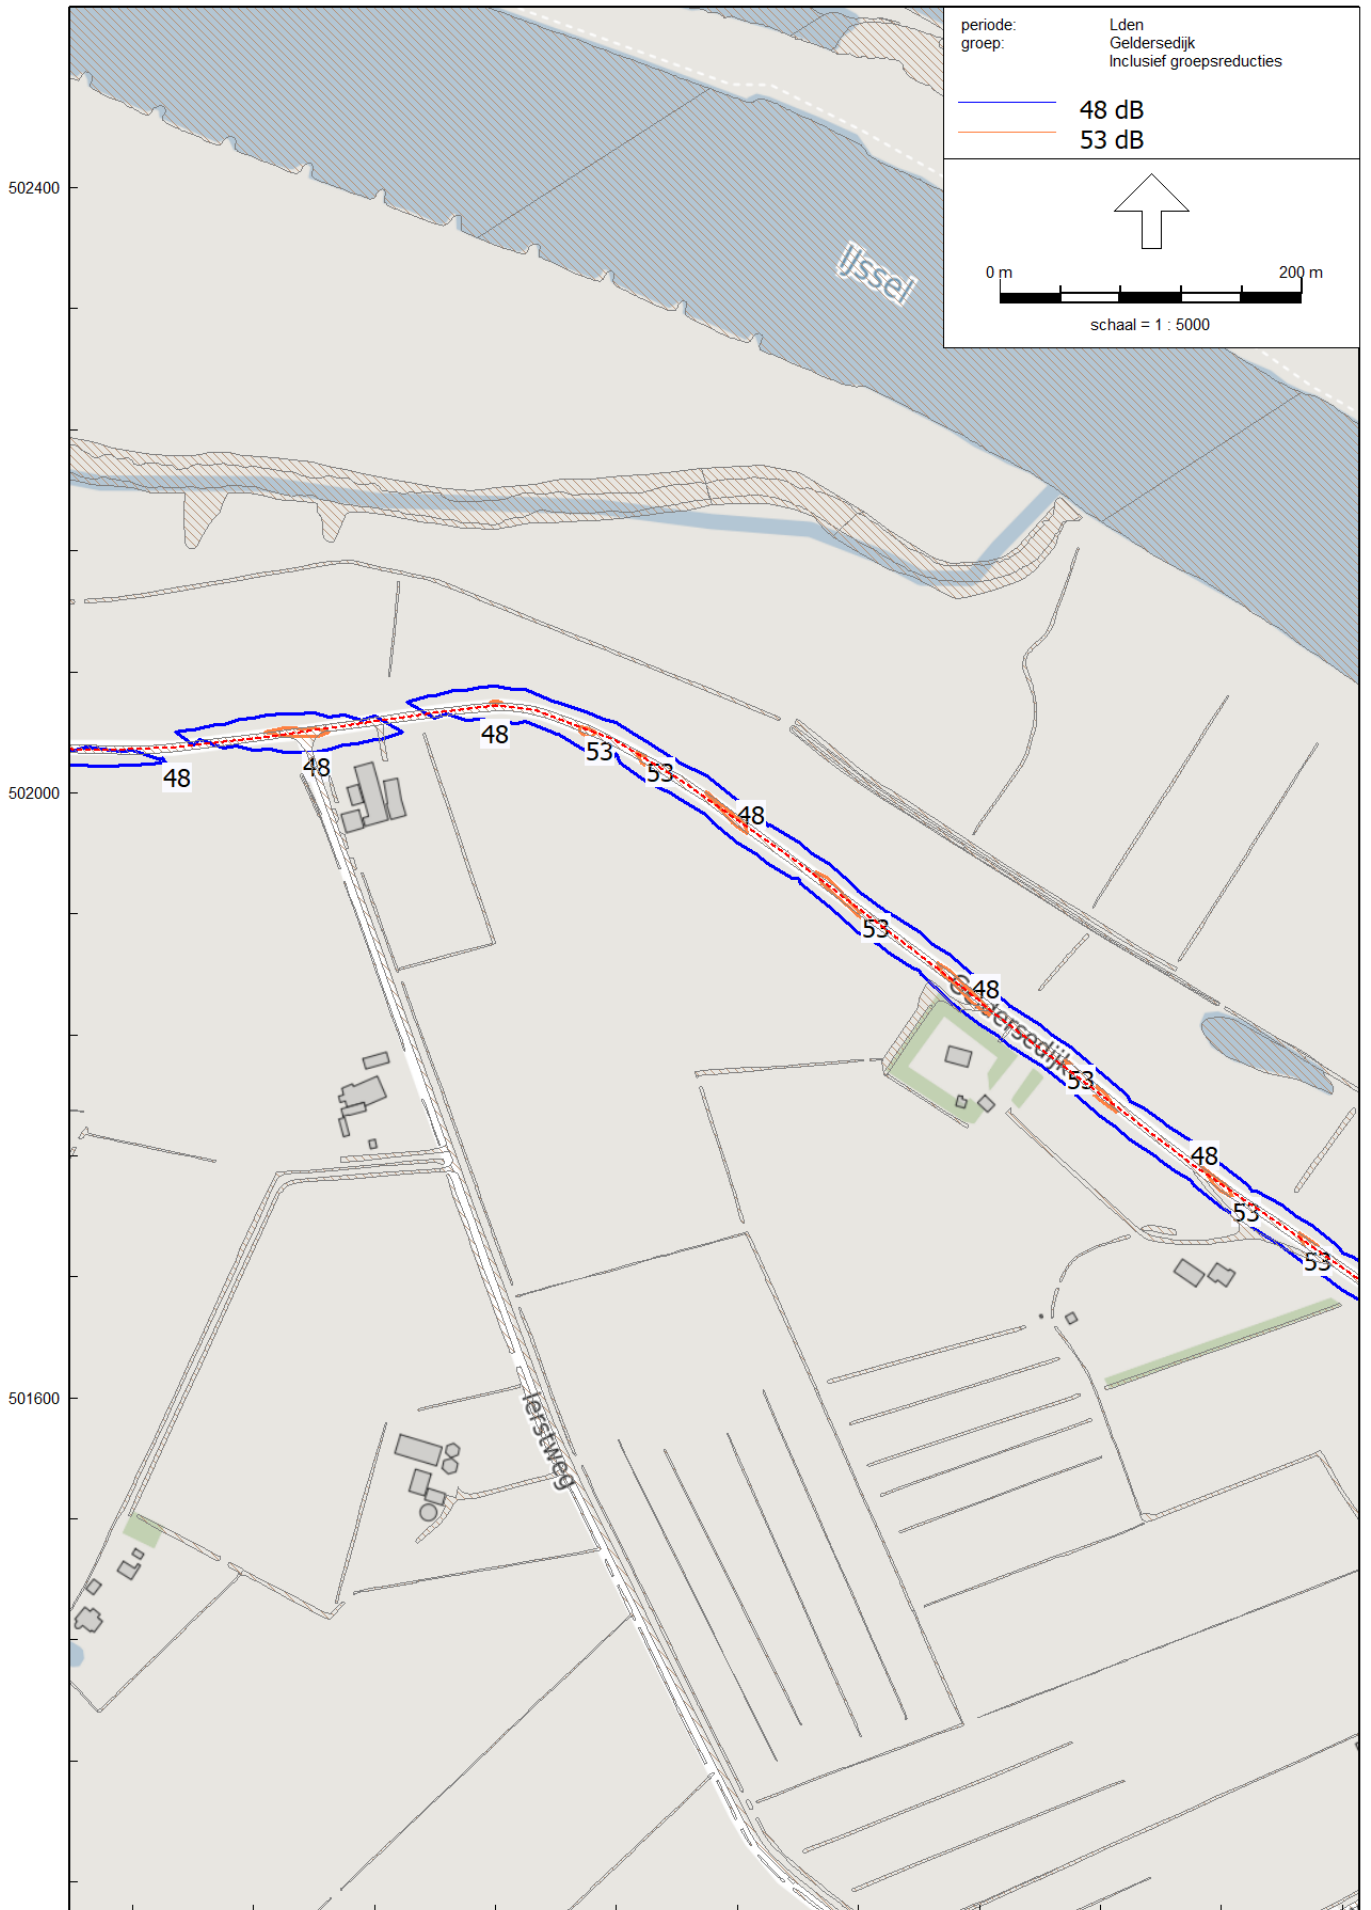 periode: Lden
groep: Geldersedijk
Inclusief groepsreducties
48 dB
53 dB
0 m 200 m
schaal = 1 : 5000
502400
IJssel
48
53
48
48
53
48
502000
53
48
Geldersedijk
53
48
53
53
501600
Ierstweg